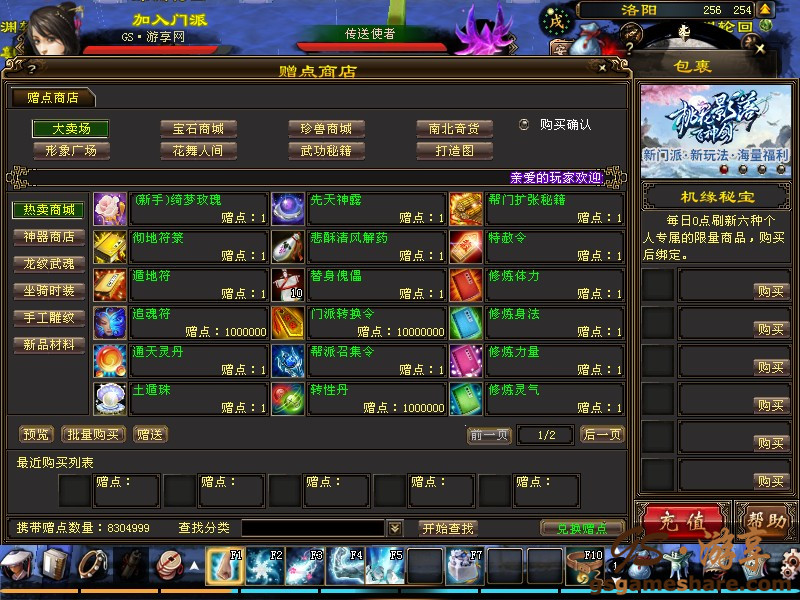 加入门派
GS·游享网
传送使者
戌
洛阳 256 254
轮回
赠点商店
包裹
赠点商店
大卖场 宝石商城 珍兽商城 南北奇货 购买确认
形象广场 花舞人间 武功秘籍 打造图
亲爱的玩家欢迎
新门派·新玩法·海量福利
机缘秘宝
每日0点刷新六种个
人专属的限量商品，购买
后绑定。
热卖商城
神器商店
龙纹武魂
坐骑时装
手工雕纹
新品材料
(新手)绮梦玫瑰 先天神露 帮门扩张秘籍
赠点：1 赠点：1 赠点：1
彻地符箓 悲酥清风解药 特赦令
赠点：1 赠点：1 赠点：1
遁地符 替身傀儡 修炼体力
赠点：1 10 赠点：1 赠点：1
追魂符 门派转换令 修炼身法
赠点：1000000 赠点：10000000 赠点：1
通天灵丹 帮派召集令 修炼力量
赠点：1 赠点：1 赠点：1
土遁珠 转性丹 修炼灵气
赠点：1 赠点：1000000 赠点：1
购买
购买
购买
购买
购买
购买
预览 批量购买 赠送 前一页 1/2 后一页
最近购买列表
赠点： 赠点： 赠点： 赠点： 赠点：
携带赠点数量：8304999 查找分类 开始查找 兑换赠点
充值 帮助
F1 F2 F3 F4 F5 F7 F10 1
GS·游享
gsgameshare.com